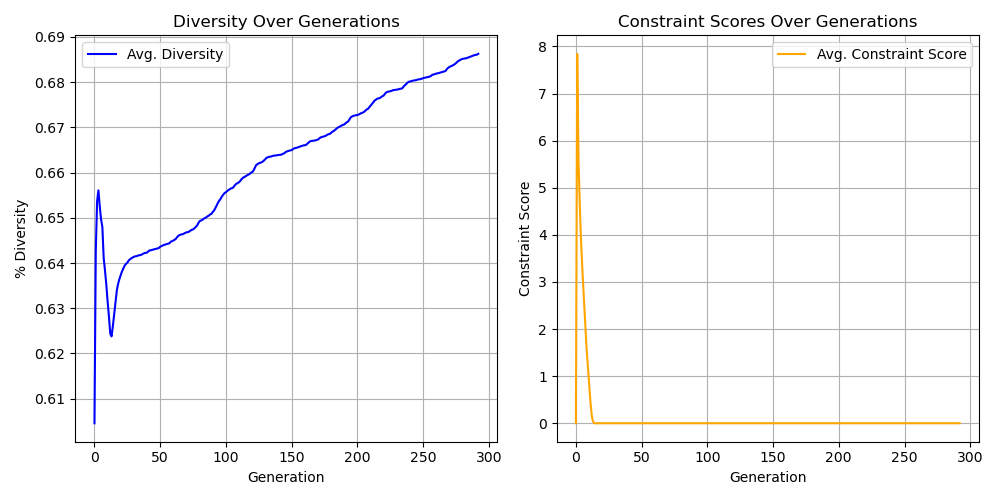 Diversity Over Generations
Avg. Diversity
% Diversity
0.69
0.68
0.67
0.66
0.65
0.64
0.63
0.62
0.61
0 50 100 150 200 250 300
Generation
Constraint Scores Over Generations
Avg. Constraint Score
Constraint Score
8
7
6
5
4
3
2
1
0
0 50 100 150 200 250 300
Generation